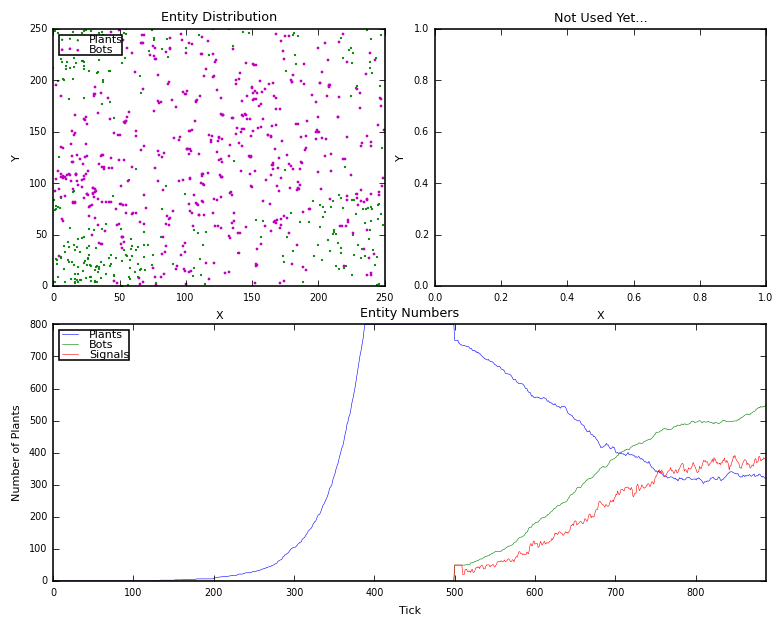 Entity Distribution
Not Used Yet...
250
200
150
100
50
0
Y
Plants
Bots
0 50 100 150 200 250
X
1.0
0.8
0.6
0.4
0.2
0.0
Y
0.0 0.2 0.4 0.6 0.8 1.0
X
Entity Numbers
800
700
600
500
400
300
200
100
0
Number of Plants
Plants
Bots
Signals
0 100 200 300 400 500 600 700 800
Tick